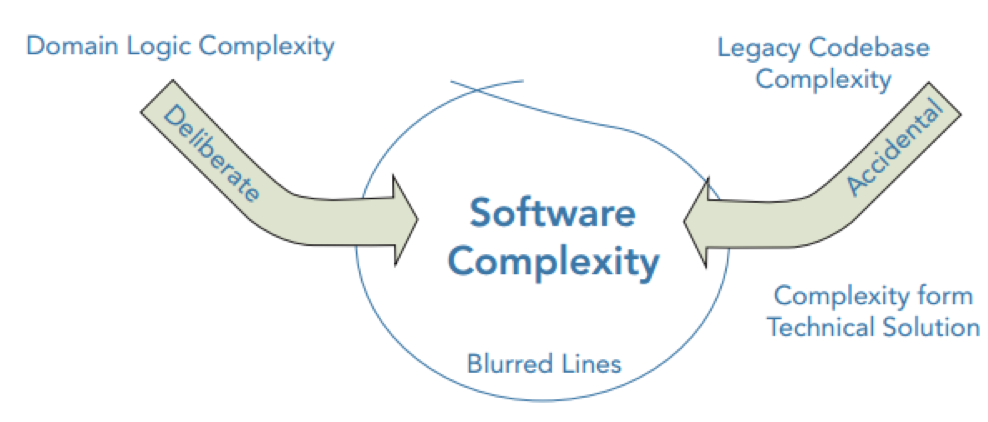 Domain Logic Complexity
Legacy Codebase
Complexity
Deliberate
Accidental
Software
Complexity
Complexity form
Technical Solution
Blurred Lines